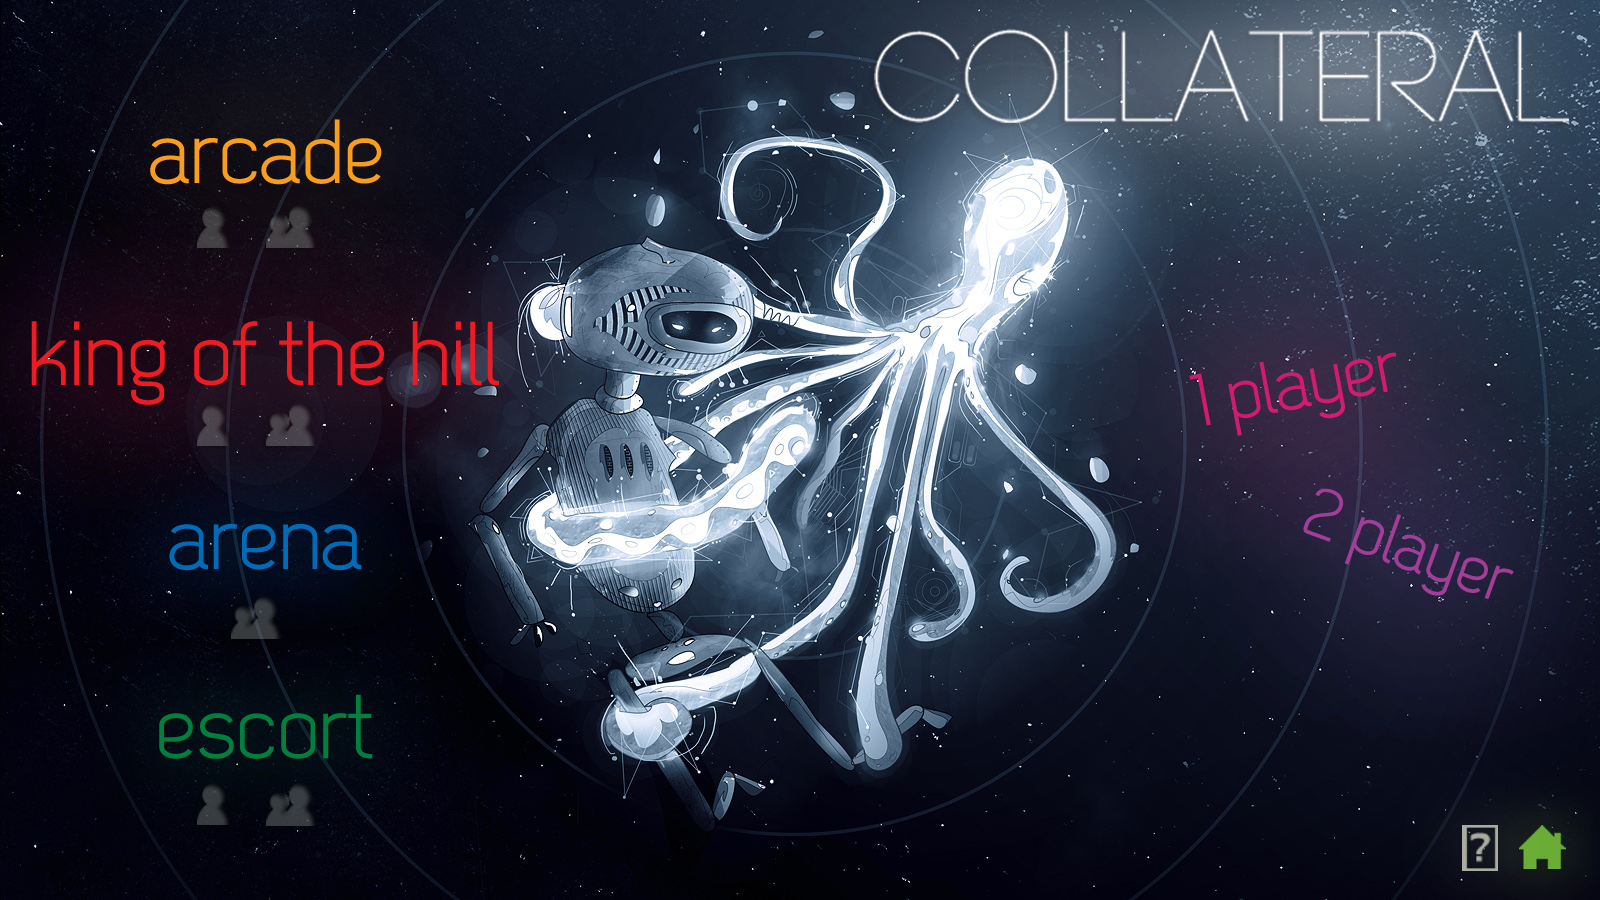 COLLATERAL
arcade
king of the hill
arena
escort
1 player
2 player
?